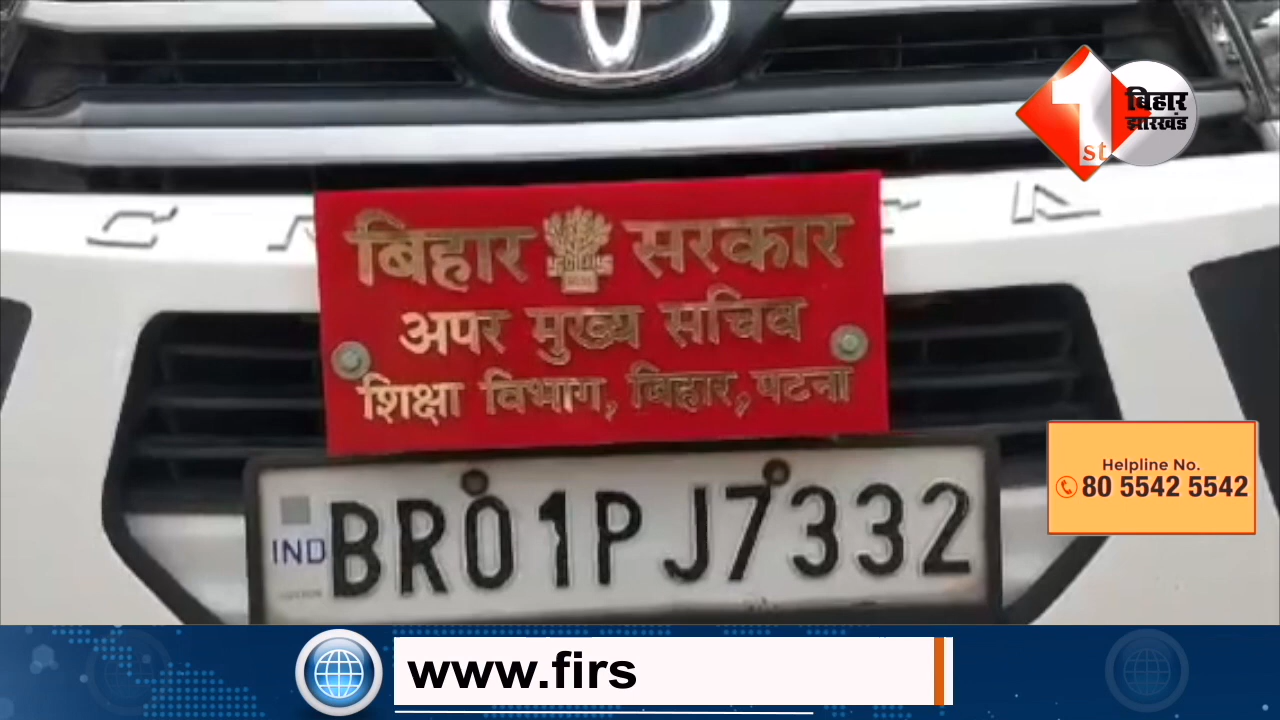 1st
बिहार
झारखंड
बिहार सरकार
अपर मुख्य सचिव
शिक्षा विभाग, बिहार, पटना
IND
BR01PJ7332
Helpline No.
80 5542 5542
www.firs